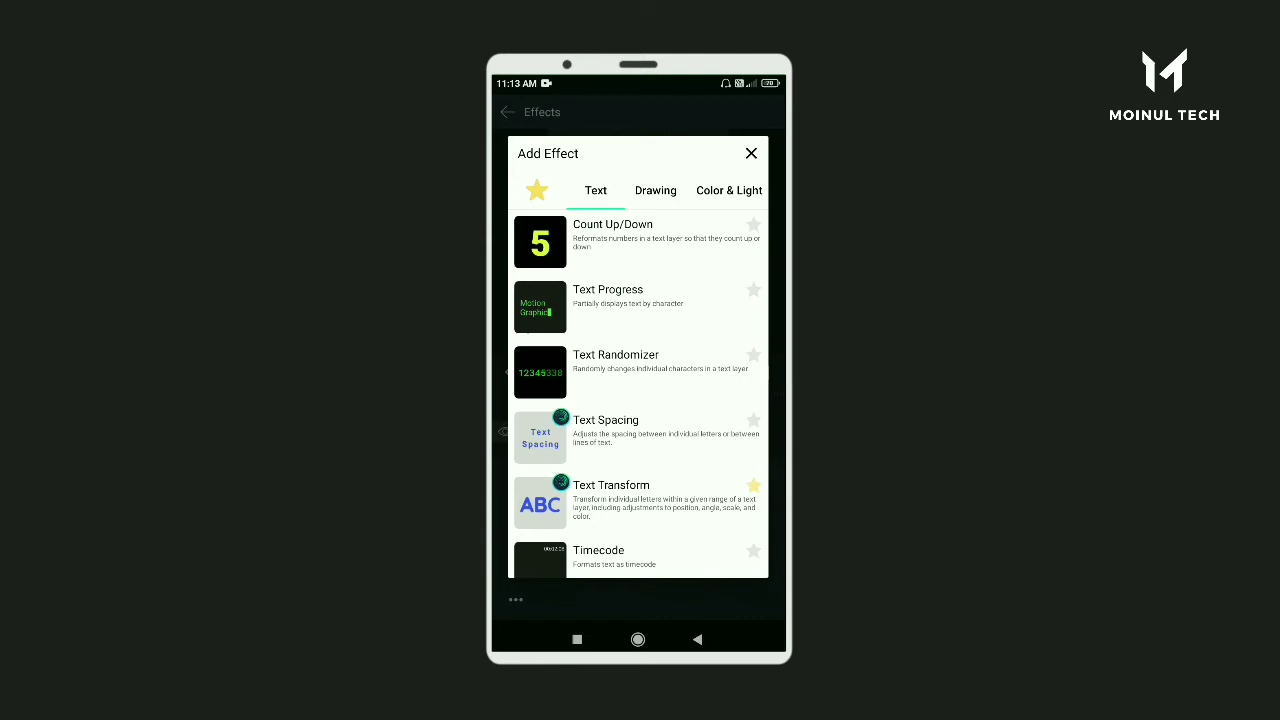 MOINUL TECH
11:13 AM
Effects
Add Effect
Text
Drawing
Color & Light
5
Count Up/Down
Reformats numbers in a text layer so that they count up or
down
Motion
Graphic
Text Progress
Partially displays text by character
12345338
Text Randomizer
Randomly changes individual characters in a text layer
Text
Spacing
Text Spacing
Adjusts the spacing between individual letters or between
lines of text.
ABC
Text Transform
Transform individual letters within a given range of a text
layer, including adjustments to position, angle, scale, and
color.
Timecode
Formats text as timecode